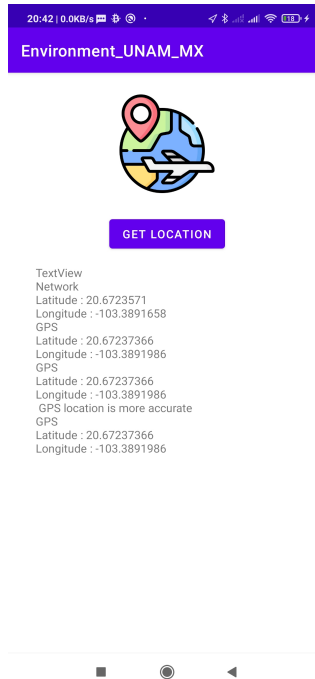 20:42 | 0.0KB/s
Environment_UNAM_MX
GET LOCATION
TextView
Network
Latitude : 20.6723571
Longitude : -103.3891658
GPS
Latitude : 20.67237366
Longitude : -103.3891986
GPS
Latitude : 20.67237366
Longitude : -103.3891986
GPS location is more accurate
GPS
Latitude : 20.67237366
Longitude : -103.3891986